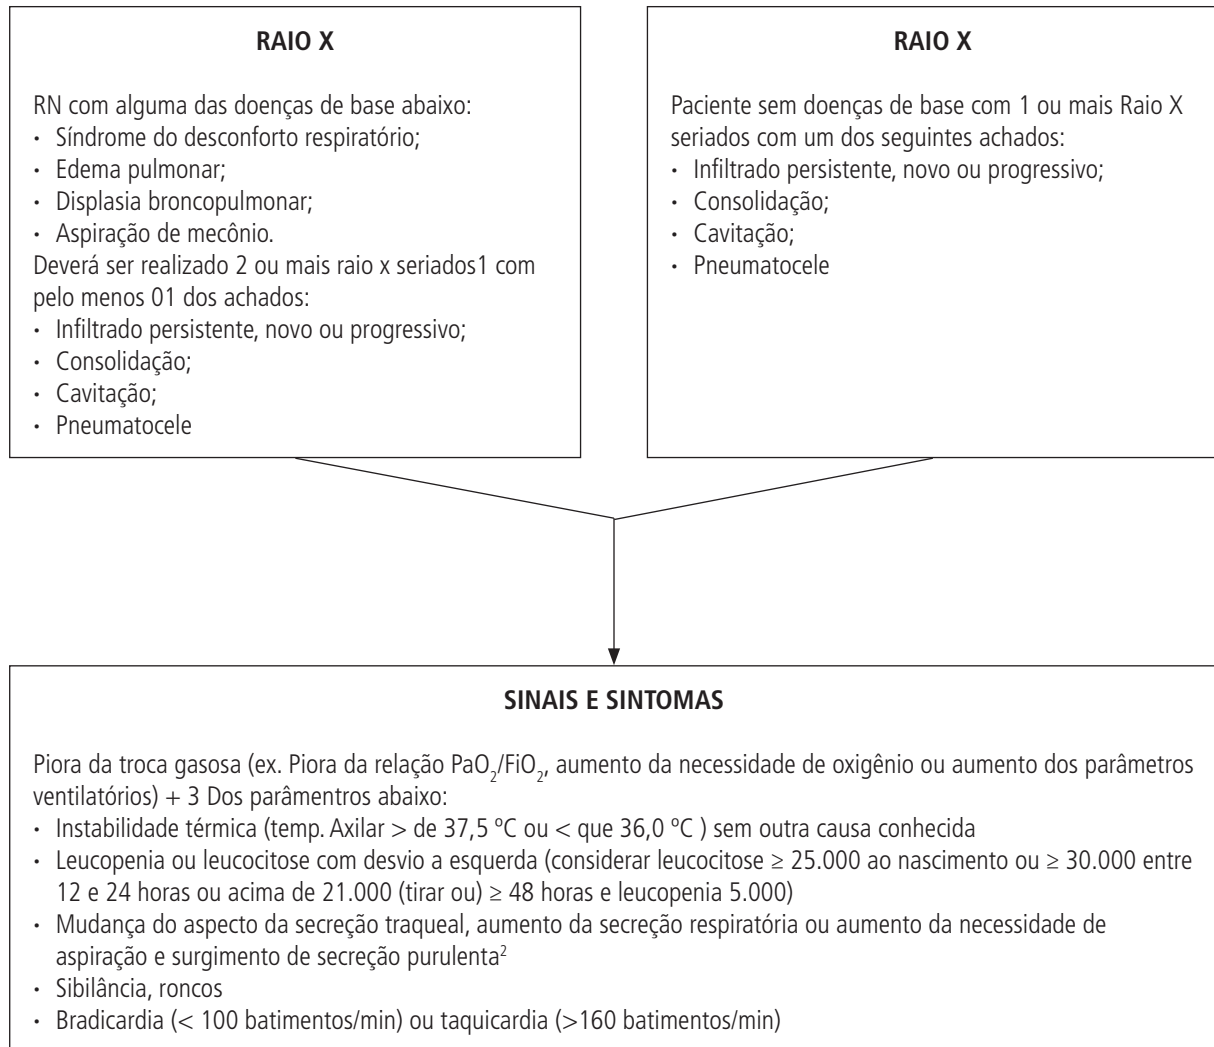 RAIO X
RN com alguma das doenças de base abaixo:
• Síndrome do desconforto respiratório;
• Edema pulmonar;
• Displasia broncopulmonar;
• Aspiração de mecônio.
Deverá ser realizado 2 ou mais raio x seriados1 com
pelo menos 01 dos achados:
• Infiltrado persistente, novo ou progressivo;
• Consolidação;
• Cavitação;
• Pneumatocele
RAIO X
Paciente sem doenças de base com 1 ou mais Raio X
seriados com um dos seguintes achados:
• Infiltrado persistente, novo ou progressivo;
• Consolidação;
• Cavitação;
• Pneumatocele
SINAIS E SINTOMAS
Piora da troca gasosa (ex. Piora da relação PaO₂/FiO₂, aumento da necessidade de oxigênio ou aumento dos parâmetros
ventilatórios) + 3 Dos parâmentros abaixo:
• Instabilidade térmica (temp. Axilar > de 37,5 ºC ou < que 36,0 ºC ) sem outra causa conhecida
• Leucopenia ou leucocitose com desvio a esquerda (considerar leucocitose ≥ 25.000 ao nascimento ou ≥ 30.000 entre
12 e 24 horas ou acima de 21.000 (tirar ou) ≥ 48 horas e leucopenia 5.000)
• Mudança do aspecto da secreção traqueal, aumento da secreção respiratória ou aumento da necessidade de
aspiração e surgimento de secreção purulenta²
• Sibilância, roncos
• Bradicardia (< 100 batimentos/min) ou taquicardia (>160 batimentos/min)